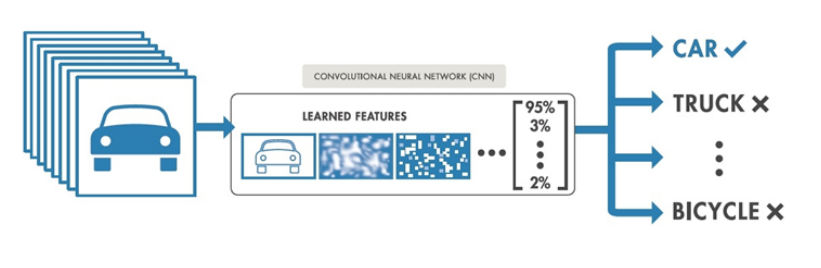 CONVOLUTIONAL NEURAL NETWORK (CNN)
LEARNED FEATURES
95%
3%
2%
CAR
TRUCK
BICYCLE